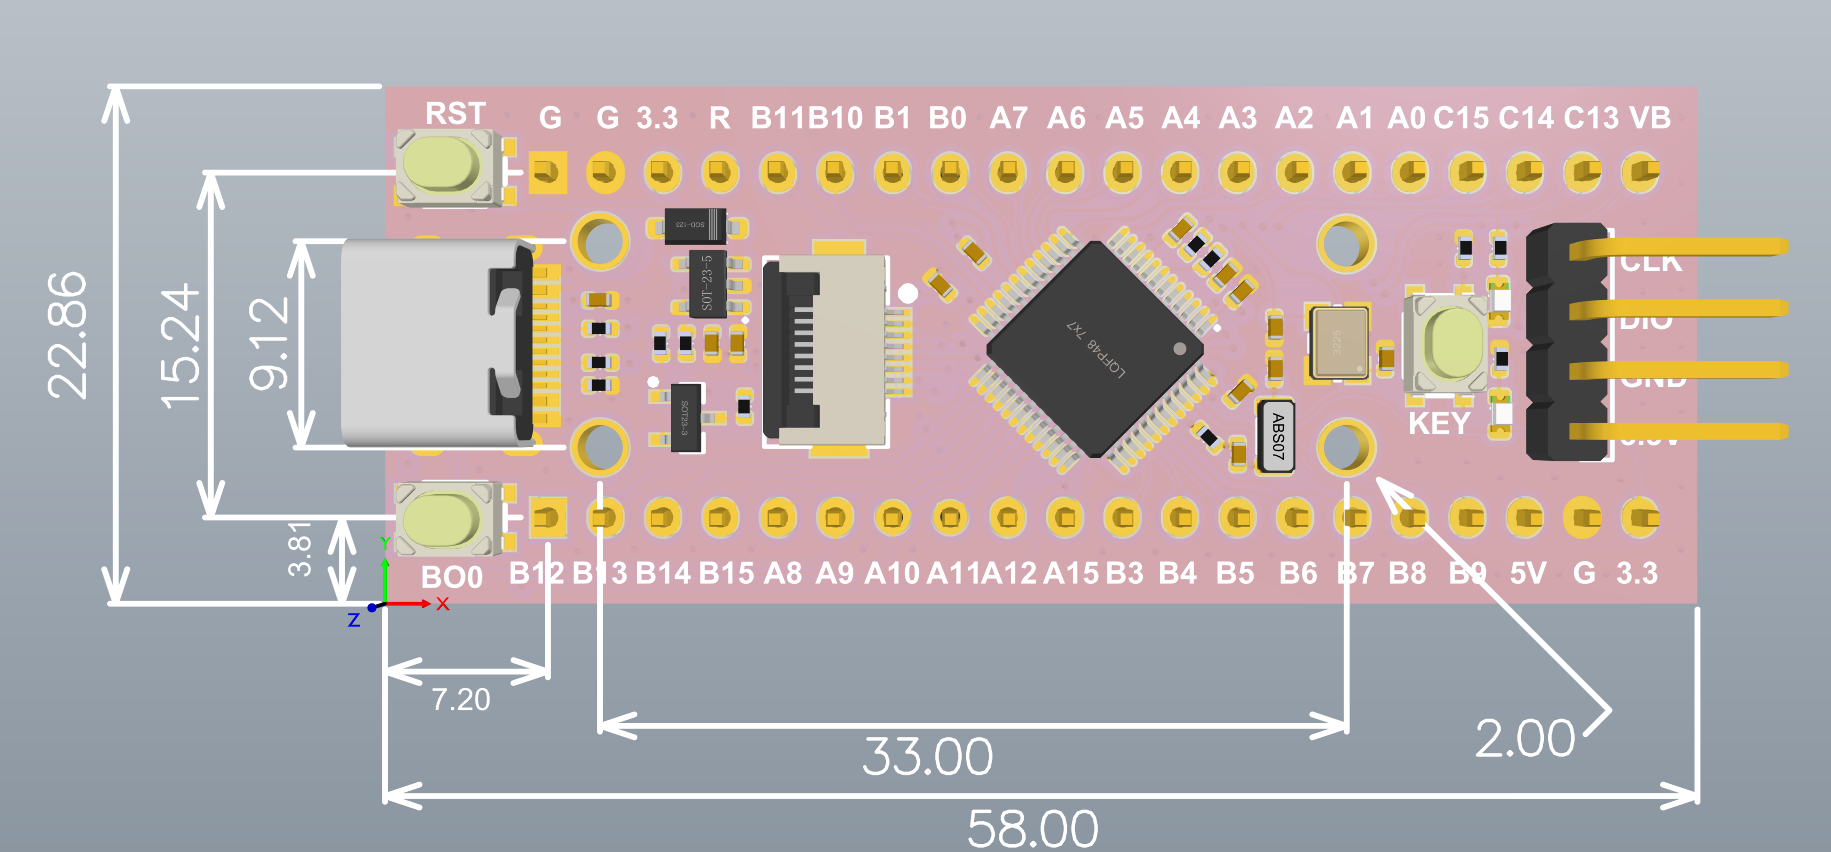 RST G G 3.3 R B11 B10 B1 B0 A7 A6 A5 A4 A3 A2 A1 A0 C15 C14 C13 VB
SOD-123
SOT-23-5
CLK
22.86
15.24
9.12
DIO
LQFP48 7x7
3225
GND
SOT23-3
KEY
ABS07
3.3V
3.81
Y
BO0 B12 B13 B14 B15 A8 A9 A10 A11 A12 A15 B3 B4 B5 B6 B7 B8 B9 5V G 3.3
X
Z
7.20
33.00
2.00
58.00